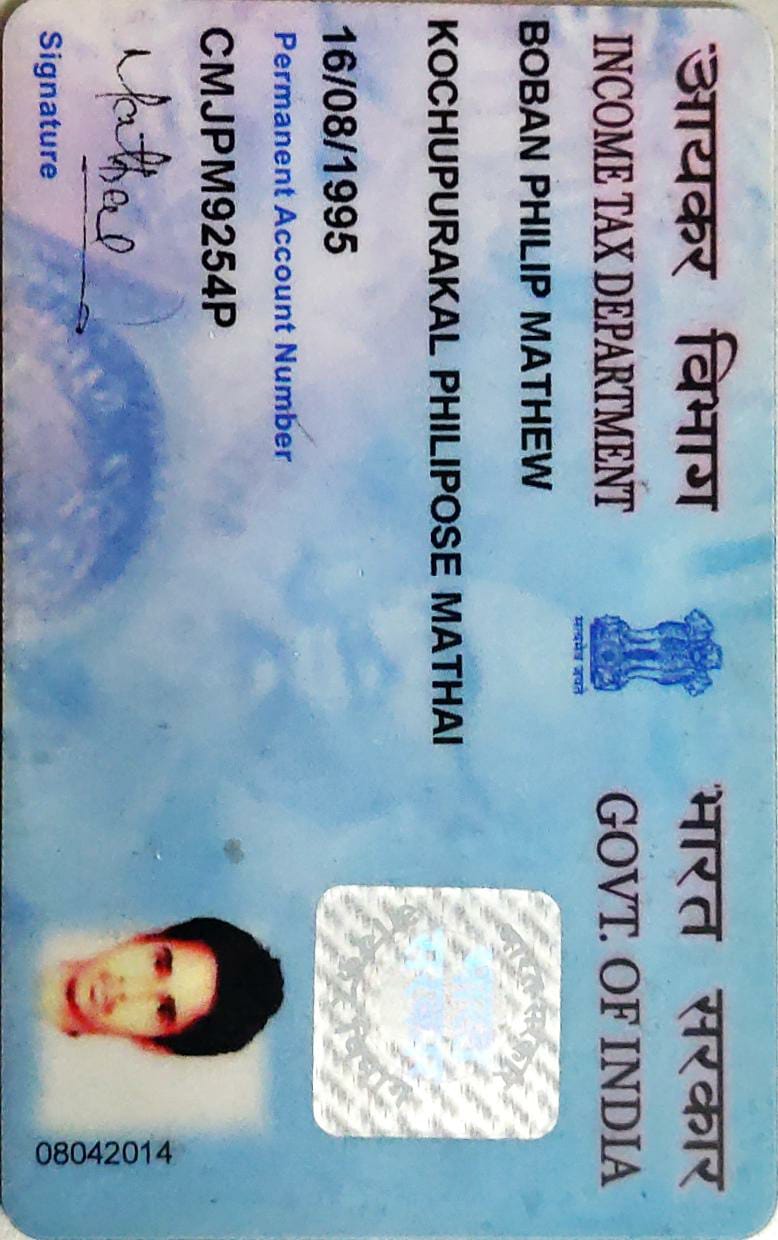 आयकर विभाग
INCOME TAX DEPARTMENT
भारत सरकार
GOVT. OF INDIA
सत्यमेव जयते
BOBAN PHILIP MATHEW
KOCHUPURAKAL PHILIPOSE MATHAI
16/08/1995
Permanent Account Number
CMJPM9254P
Signature
08042014